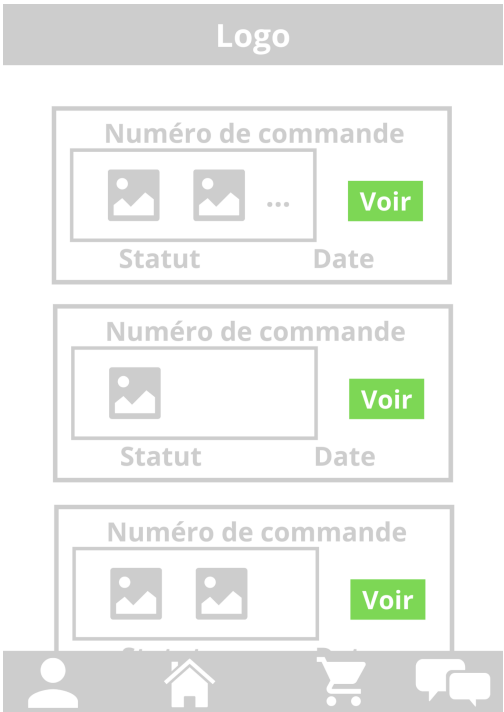 Logo
Numéro de commande
...
Voir
Statut Date
Numéro de commande
Voir
Statut Date
Numéro de commande
Voir